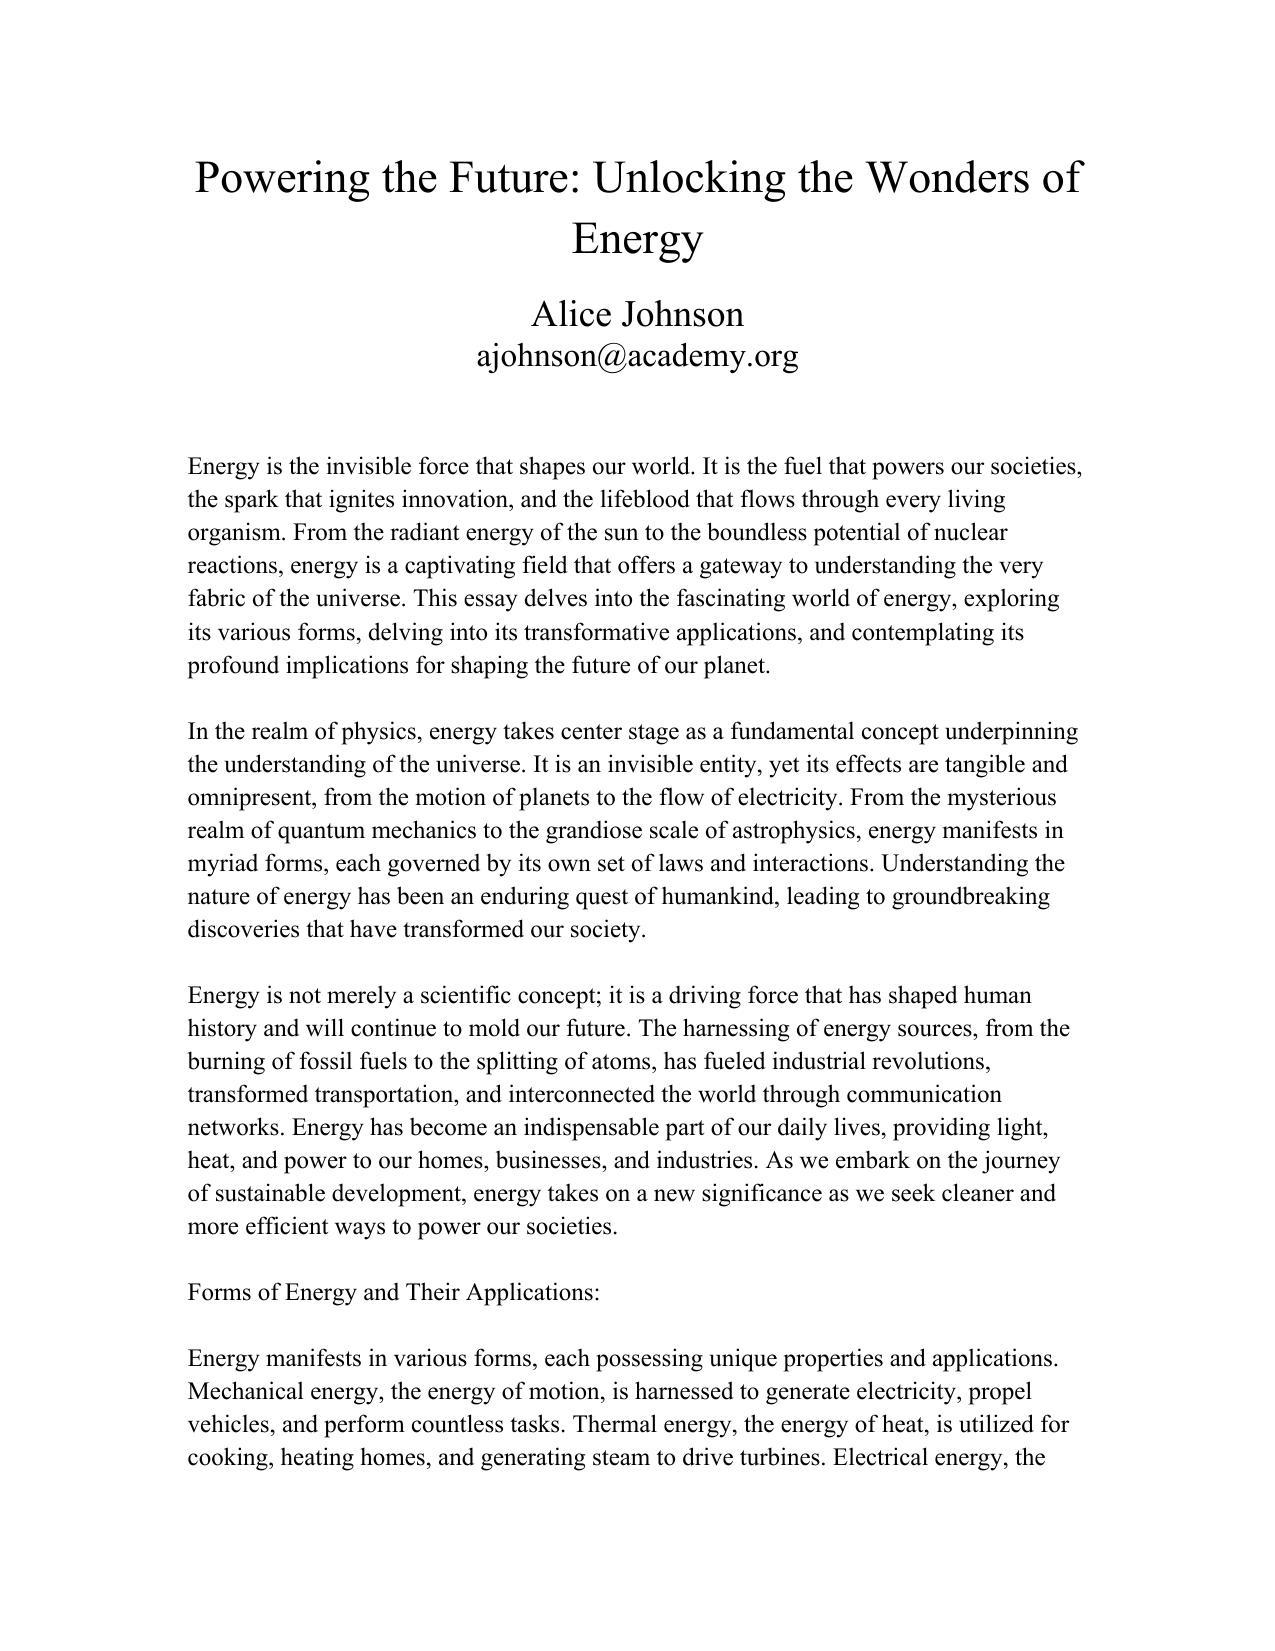 Powering the Future: Unlocking the Wonders of
Energy
Alice Johnson
ajohnson@academy.org
Energy is the invisible force that shapes our world. It is the fuel that powers our societies,
the spark that ignites innovation, and the lifeblood that flows through every living
organism. From the radiant energy of the sun to the boundless potential of nuclear
reactions, energy is a captivating field that offers a gateway to understanding the very
fabric of the universe. This essay delves into the fascinating world of energy, exploring
its various forms, delving into its transformative applications, and contemplating its
profound implications for shaping the future of our planet.
In the realm of physics, energy takes center stage as a fundamental concept underpinning
the understanding of the universe. It is an invisible entity, yet its effects are tangible and
omnipresent, from the motion of planets to the flow of electricity. From the mysterious
realm of quantum mechanics to the grandiose scale of astrophysics, energy manifests in
myriad forms, each governed by its own set of laws and interactions. Understanding the
nature of energy has been an enduring quest of humankind, leading to groundbreaking
discoveries that have transformed our society.
Energy is not merely a scientific concept; it is a driving force that has shaped human
history and will continue to mold our future. The harnessing of energy sources, from the
burning of fossil fuels to the splitting of atoms, has fueled industrial revolutions,
transformed transportation, and interconnected the world through communication
networks. Energy has become an indispensable part of our daily lives, providing light,
heat, and power to our homes, businesses, and industries. As we embark on the journey
of sustainable development, energy takes on a new significance as we seek cleaner and
more efficient ways to power our societies.
Forms of Energy and Their Applications:
Energy manifests in various forms, each possessing unique properties and applications.
Mechanical energy, the energy of motion, is harnessed to generate electricity, propel
vehicles, and perform countless tasks. Thermal energy, the energy of heat, is utilized for
cooking, heating homes, and generating steam to drive turbines. Electrical energy, the